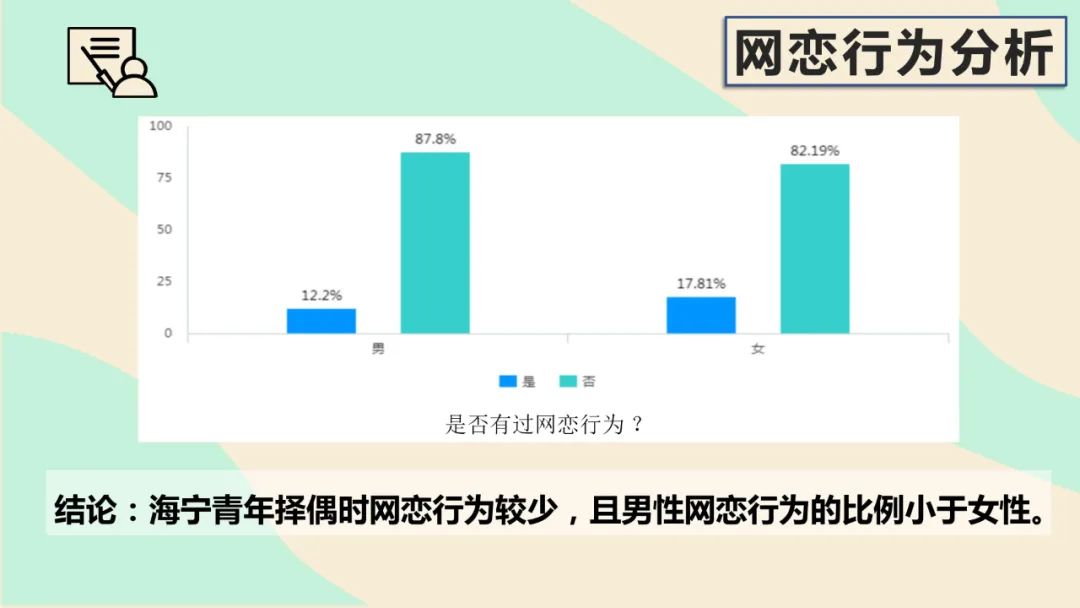 网恋行为分析
100
75
50
25
0
12.2%
87.8%
17.81%
82.19%
男
女
是 否
是否有过网恋行为？
结论：海宁青年择偶时网恋行为较少，且男性网恋行为的比例小于女性。